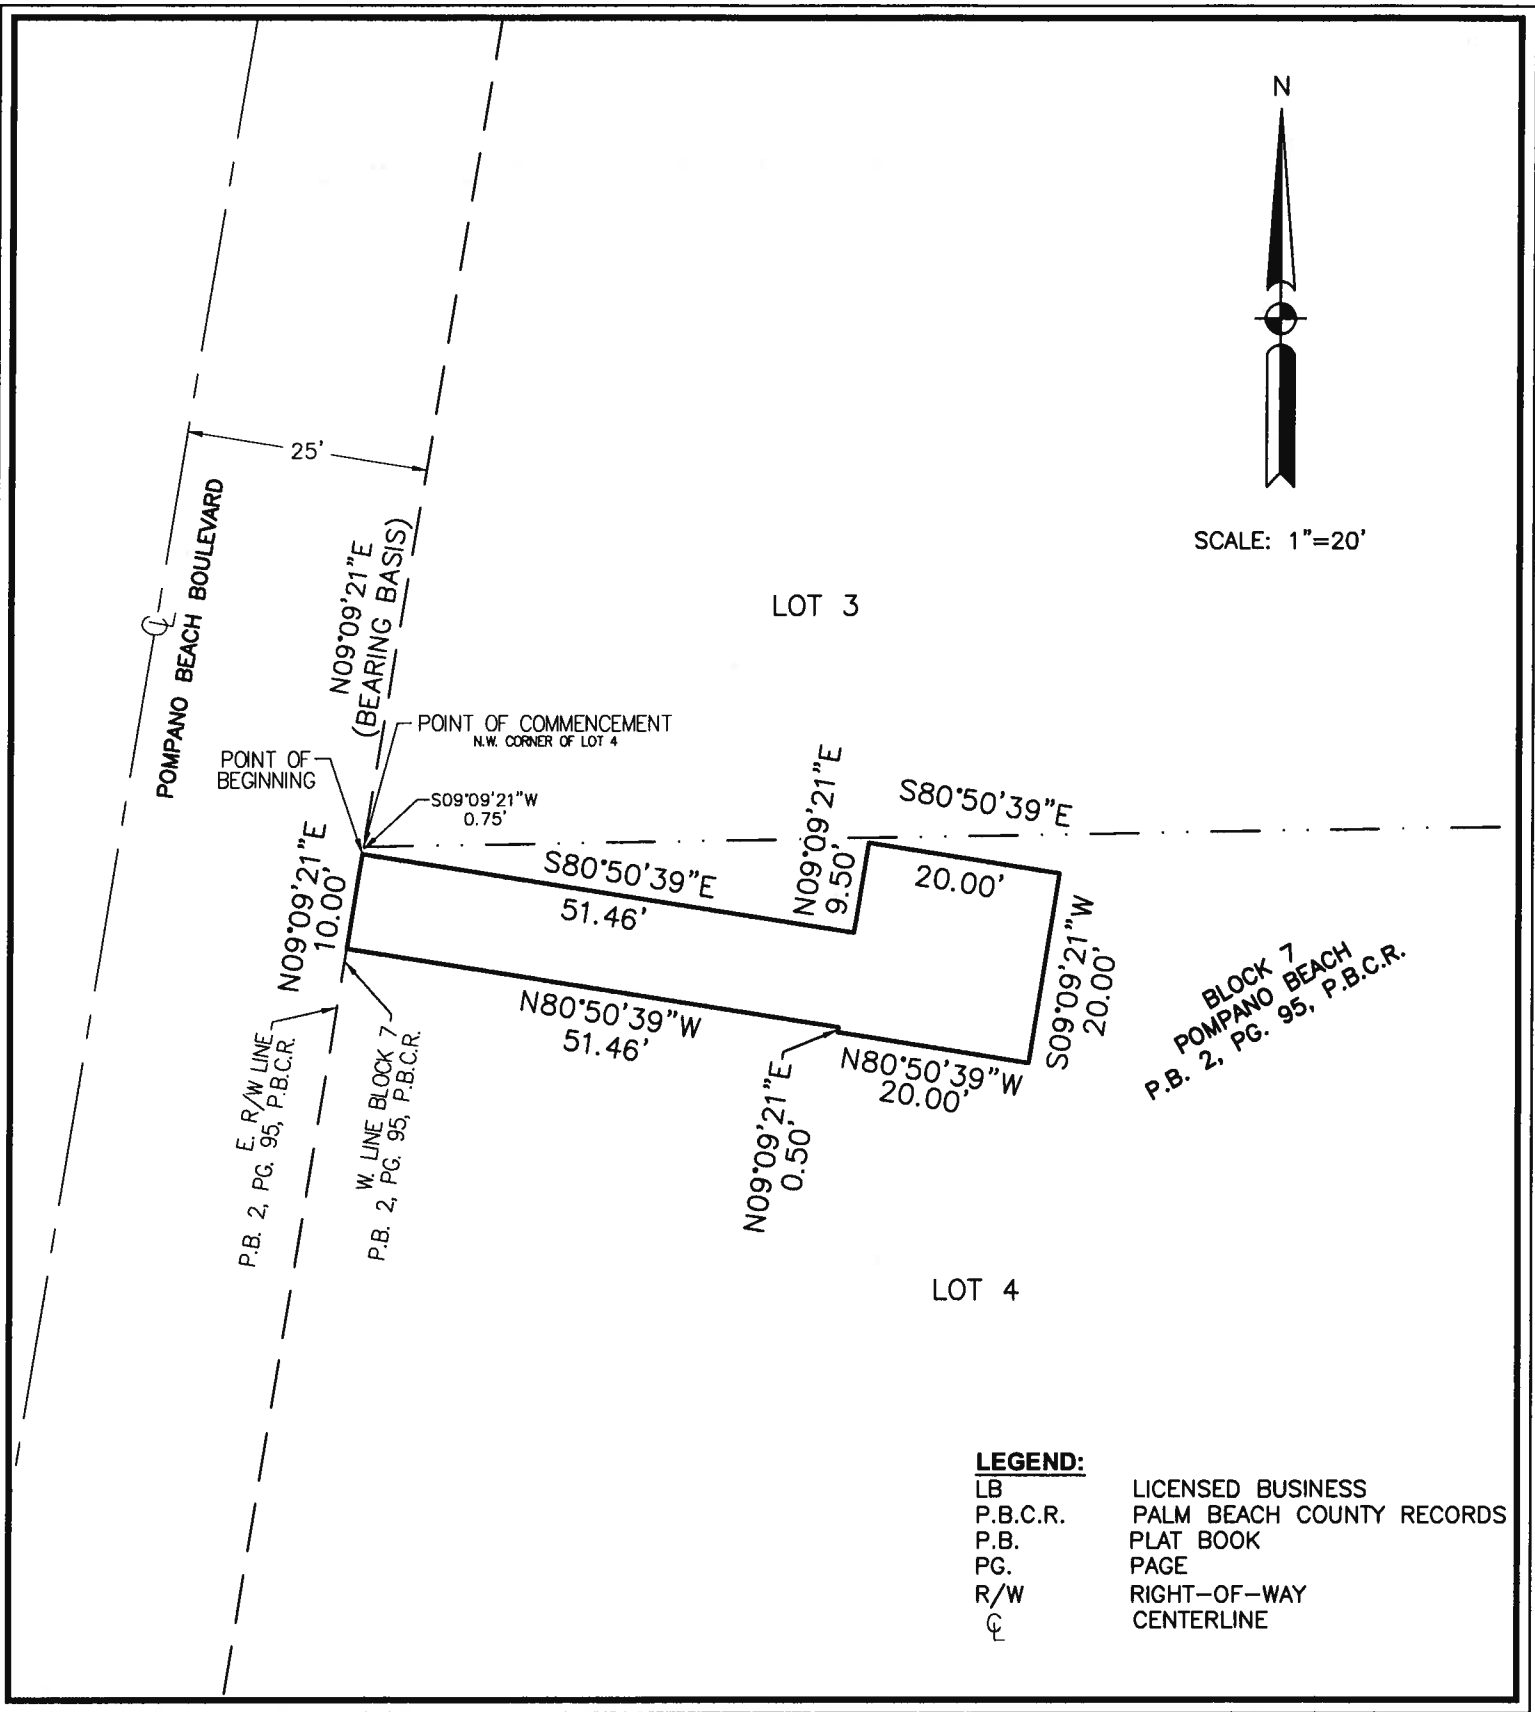 N
25'
POMPANO BEACH BOULEVARD
N09°09'21"E
(BEARING BASIS)
SCALE: 1"=20'
LOT 3
POINT OF COMMENCEMENT
N.W. CORNER OF LOT 4
POINT OF
BEGINNING
S09°09'21"W
0.75'
N09°09'21"E
9.50'
S80°50'39"E
20.00'
N09°09'21"E
10.00'
S80°50'39"E
51.46'
S09°09'21"W
20.00'
BLOCK 7
POMPANO BEACH
P.B. 2, PG. 95, P.B.C.R.
N80°50'39"W
51.46'
N80°50'39"W
20.00'
N09°09'21"E
0.50'
E. R/W LINE
P.B. 2, PG. 95, P.B.C.R.
W. LINE BLOCK 7
P.B. 2, PG. 95, P.B.C.R.
LOT 4
LEGEND:
LB LICENSED BUSINESS
P.B.C.R. PALM BEACH COUNTY RECORDS
P.B. PLAT BOOK
PG. PAGE
R/W RIGHT-OF-WAY
℄ CENTERLINE